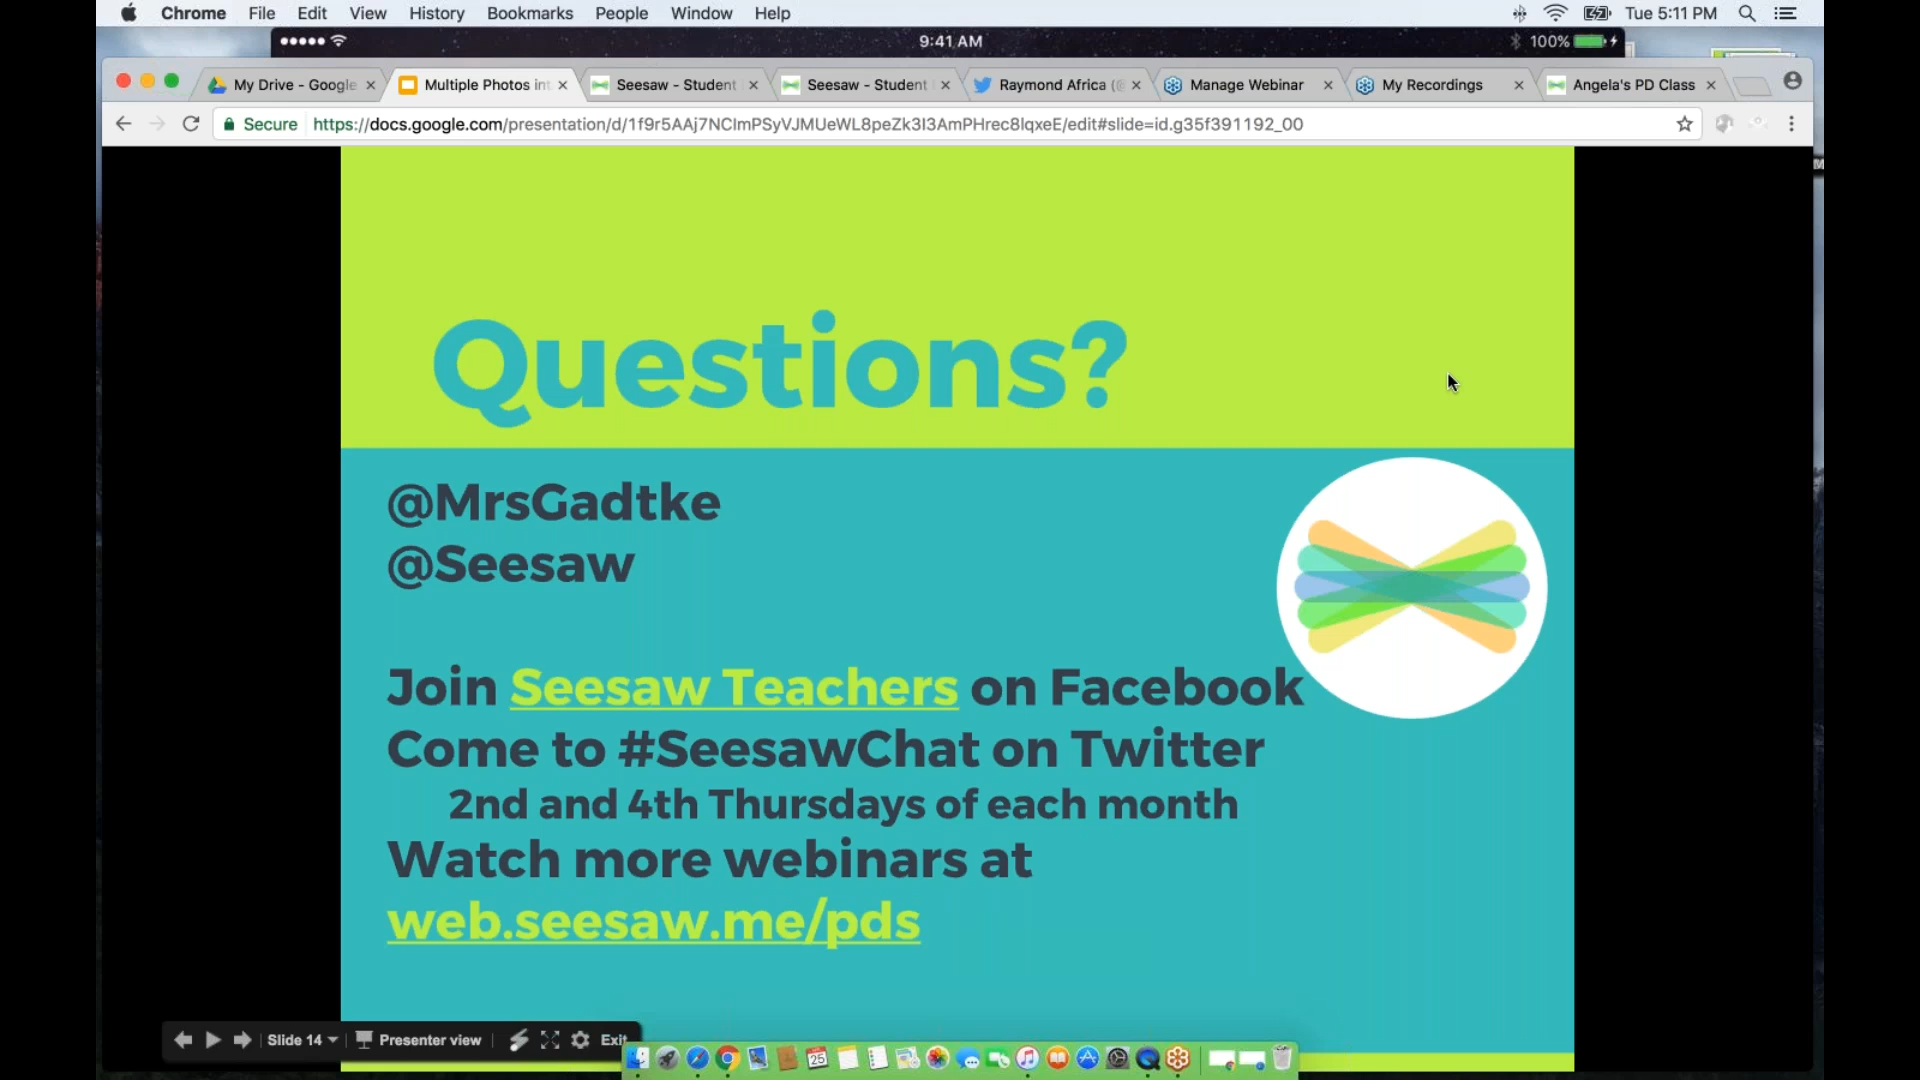 Chrome File Edit View History Bookmarks People Window Help Tue 5:11 PM
9:41 AM 100%
My Drive - Google Multiple Photos int Seesaw - Student Seesaw - Student Raymond Africa (@ Manage Webinar My Recordings Angela's PD Class
Secure https://docs.google.com/presentation/d/1f9r5AAj7NCImPSyVJMUeWL8peZk3I3AmPHrec8lqxeE/edit#slide=id.g35f391192_00
Questions?
@MrsGadtke
@Seesaw
Join Seesaw Teachers on Facebook
Come to #SeesawChat on Twitter
2nd and 4th Thursdays of each month
Watch more webinars at
web.seesaw.me/pds
Slide 14 Presenter view Exit
25